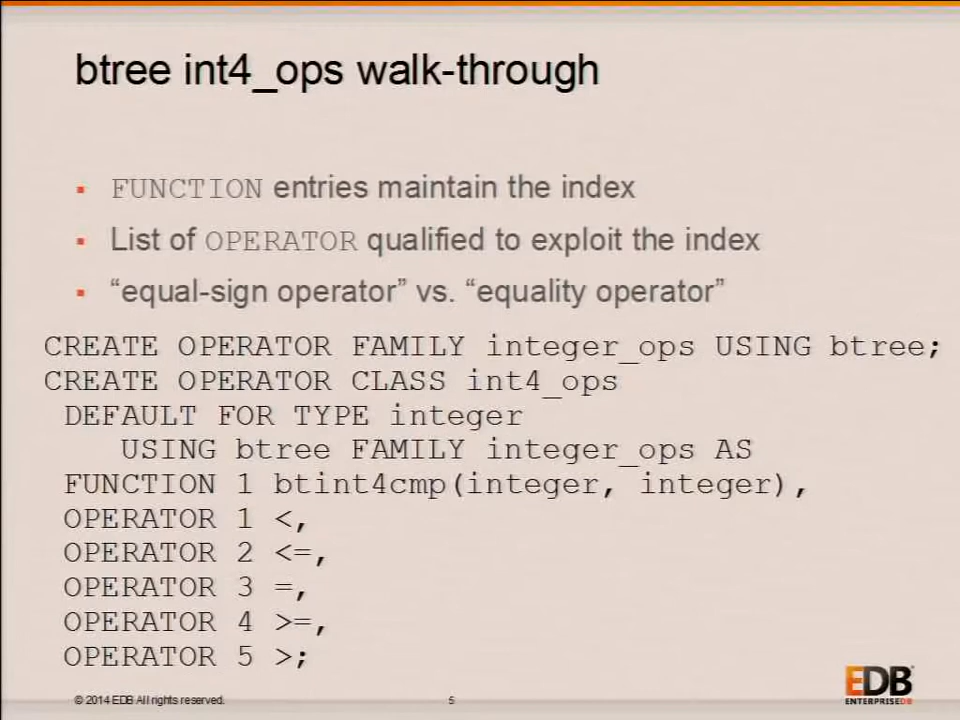 btree int4_ops walk-through
▪ FUNCTION entries maintain the index
▪ List of OPERATOR qualified to exploit the index
▪ “equal-sign operator” vs. “equality operator”
CREATE OPERATOR FAMILY integer_ops USING btree;
CREATE OPERATOR CLASS int4_ops
DEFAULT FOR TYPE integer
USING btree FAMILY integer_ops AS
FUNCTION 1 btint4cmp(integer, integer),
OPERATOR 1 <,
OPERATOR 2 <=,
OPERATOR 3 =,
OPERATOR 4 >=,
OPERATOR 5 >;
© 2014 EDB All rights reserved.
5
EDB
ENTERPRISEDB